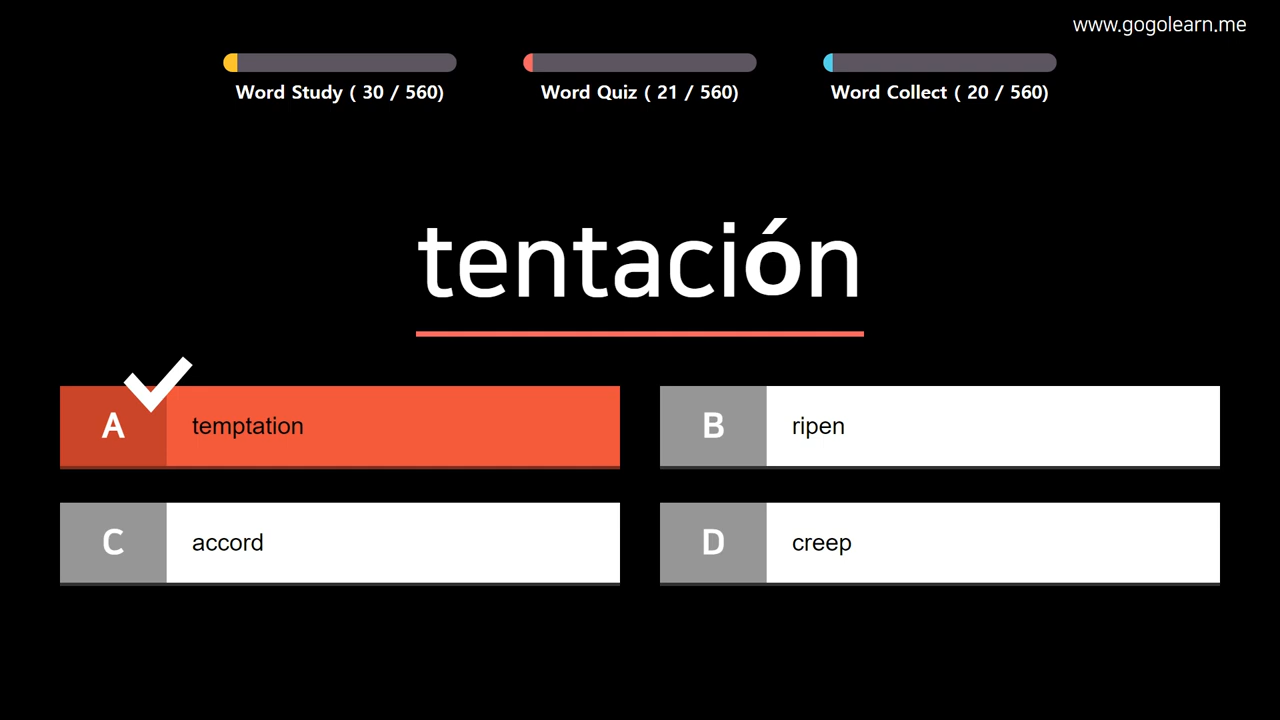 www.gogolearn.me
Word Study ( 30 / 560)
Word Quiz ( 21 / 560)
Word Collect ( 20 / 560)
tentación
A temptation
B ripen
C accord
D creep